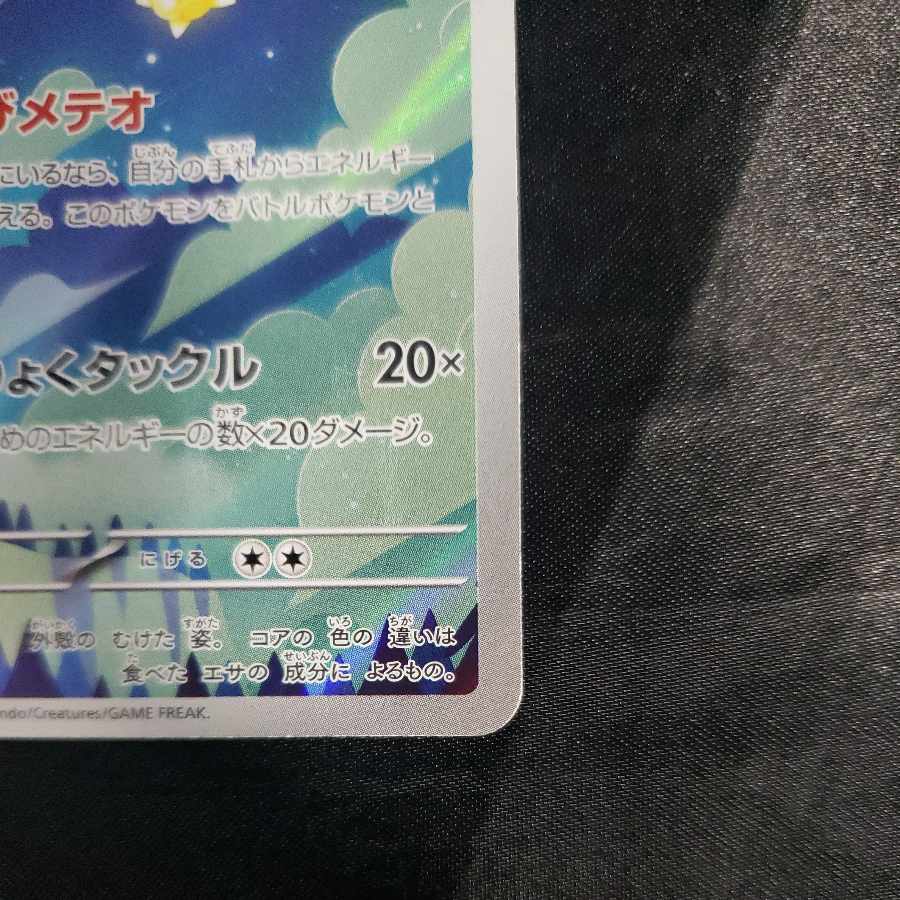 びメテオ
にいるなら、自分の手札からエネルギー
える。このポケモンをバトルポケモンと
ょくタックル 20×
めのエネルギーの数×20ダメージ。
にげる
外殻の むけた 姿。 コアの 色の 違いは
食べた エサの 成分に よるもの。
ndo/Creatures/GAME FREAK.